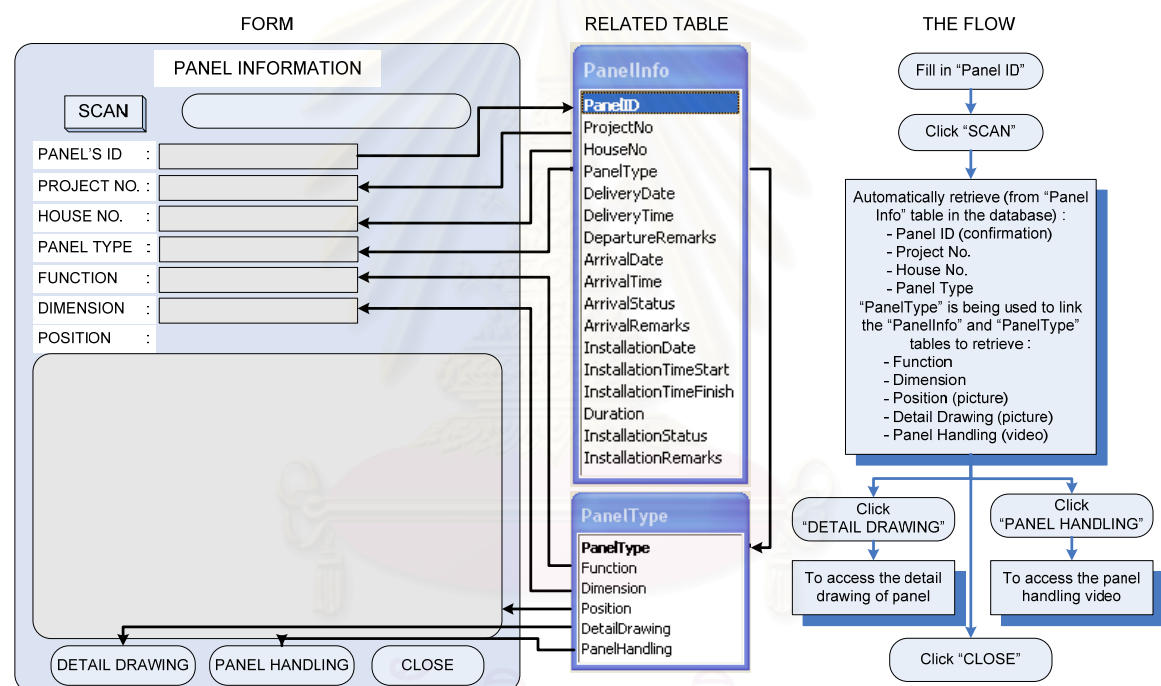 FORM
PANEL INFORMATION
SCAN
PANEL'S ID :
PROJECT NO. :
HOUSE NO. :
PANEL TYPE :
FUNCTION :
DIMENSION :
POSITION :
DETAIL DRAWING
PANEL HANDLING
CLOSE
RELATED TABLE
PanelInfo
PanelID
ProjectNo
HouseNo
PanelType
DeliveryDate
DeliveryTime
DepartureRemarks
ArrivalDate
ArrivalTime
ArrivalStatus
ArrivalRemarks
InstallationDate
InstallationTimeStart
InstallationTimeFinish
Duration
InstallationStatus
InstallationRemarks
PanelType
PanelType
Function
Dimension
Position
DetailDrawing
PanelHandling
THE FLOW
Fill in “Panel ID”
Click “SCAN”
Automatically retrieve (from “Panel
Info” table in the database) :
- Panel ID (confirmation)
- Project No.
- House No.
- Panel Type
“PanelType” is being used to link
the “PanelInfo” and “PanelType”
tables to retrieve :
- Function
- Dimension
- Position (picture)
- Detail Drawing (picture)
- Panel Handling (video)
Click
“DETAIL DRAWING”
To access the detail
drawing of panel
Click
“PANEL HANDLING”
To access the panel
handling video
Click “CLOSE”